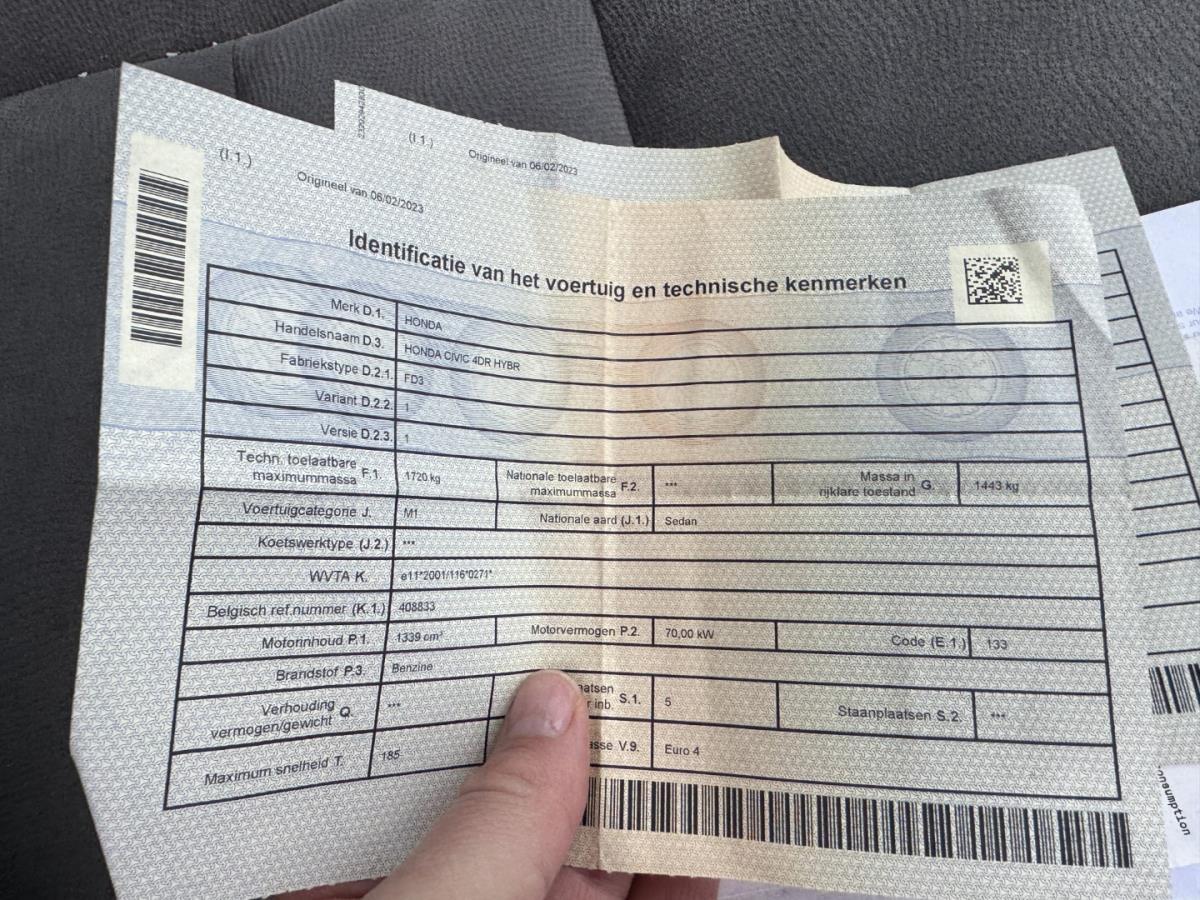 (I.1.)
Origineel van 06/02/2023
(I.1.)
Origineel van 06/02/2023
Identificatie van het voertuig en technische kenmerken
Merk D.1. HONDA
Handelsnaam D.3. HONDA CIVIC 4DR HYBR
Fabriekstype D.2.1. FD3
Variant D.2.2. 1
Versie D.2.3. 1
Techn. toelaatbare maximummassa F.1. 1720 kg Nationale toelaatbare maximummassa F.2. *** Massa in rijklare toestand G. 1443 kg
Voertuigcategorie J. M1 Nationale aard (J.1.) Sedan
Koetswerktype (J.2.) ***
WVTA K. e11*2001/116*0271*
Belgisch ref.nummer (K.1.) 408833
Motorinhoud P.1. 1339 cm³ Motorvermogen P.2. 70,00 kW Code (E.1.) 133
Brandstof P.3. Benzine
Verhouding vermogen/gewicht Q. *** S.1. 5 Staanplaatsen S.2. ***
Maximum snelheid T. 185 V.9. Euro 4